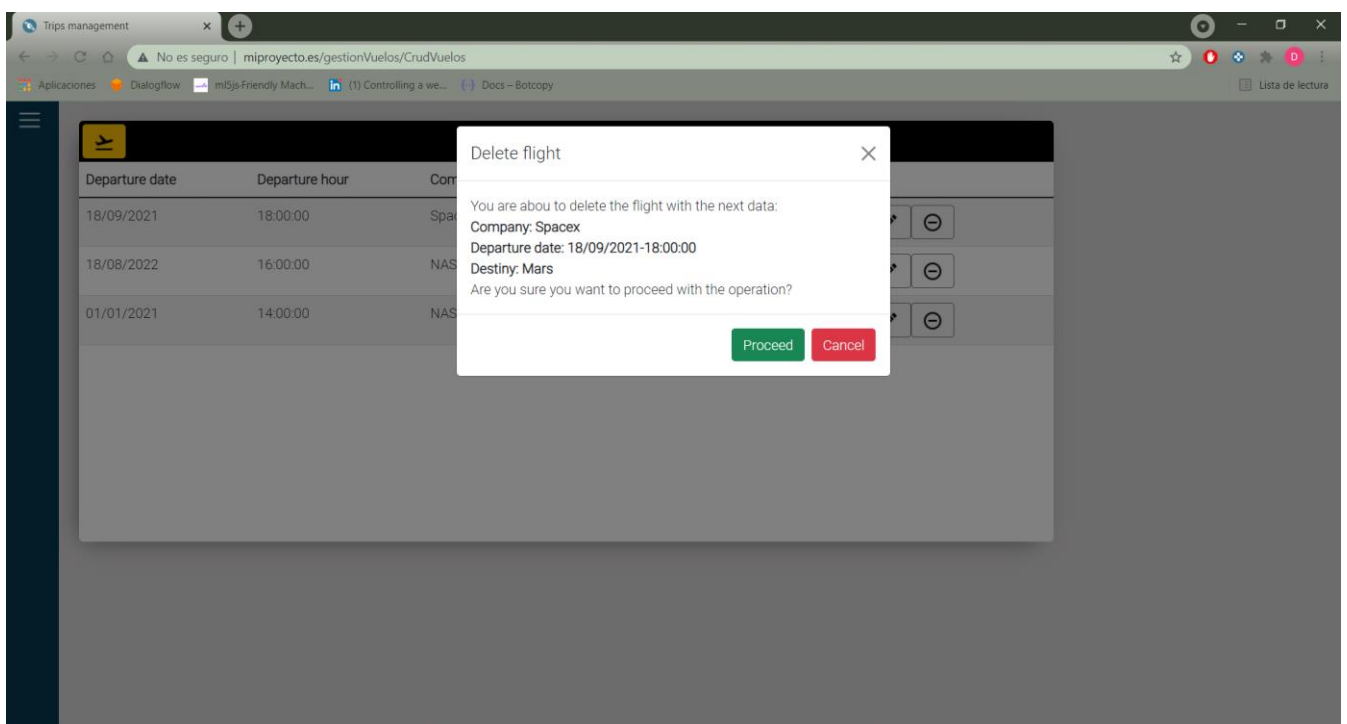 Trips management
No es seguro | miproyecto.es/gestionVuelos/CrudVuelos
Aplicaciones Dialogflow ml5js·Friendly Mach... (1) Controlling a we... Docs – Botcopy Lista de lectura
Delete flight
You are abou to delete the flight with the next data:
Company: Spacex
Departure date: 18/09/2021-18:00:00
Destiny: Mars
Are you sure you want to proceed with the operation?
Proceed Cancel
Departure date Departure hour Com
18/09/2021 18:00:00 Spac
18/08/2022 16:00:00 NAS
01/01/2021 14:00:00 NAS